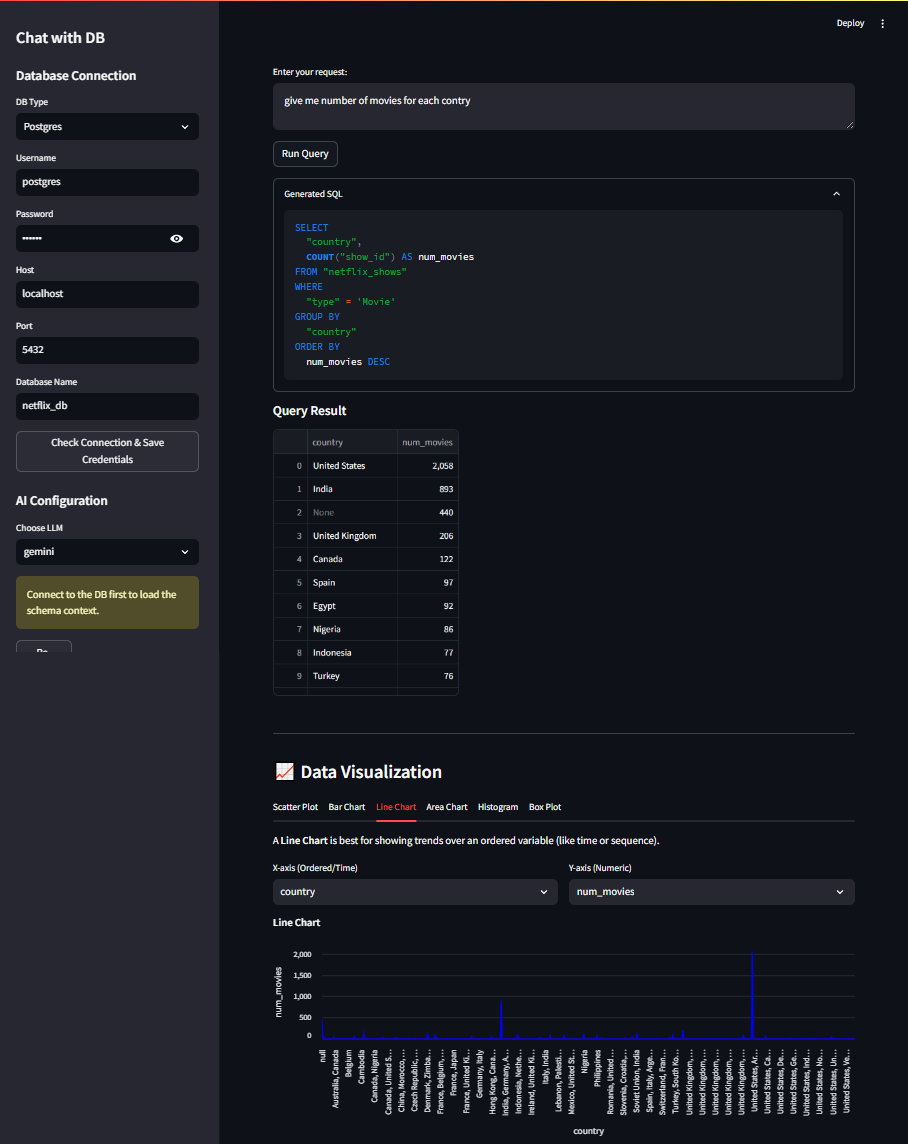 Deploy
Chat with DB
Database Connection
DB Type
Postgres
Username
postgres
Password
••••••
Host
localhost
Port
5432
Database Name
netflix_db
Check Connection & Save
Credentials
AI Configuration
Choose LLM
gemini
Connect to the DB first to load the
schema context.
Enter your request:
give me number of movies for each contry
Run Query
Generated SQL
SELECT
"country",
COUNT("show_id") AS num_movies
FROM "netflix_shows"
WHERE
"type" = 'Movie'
GROUP BY
"country"
ORDER BY
num_movies DESC
Query Result
country num_movies
0 United States 2,058
1 India 893
2 None 440
3 United Kingdom 206
4 Canada 122
5 Spain 97
6 Egypt 92
7 Nigeria 86
8 Indonesia 77
9 Turkey 76
Data Visualization
Scatter Plot Bar Chart Line Chart Area Chart Histogram Box Plot
A Line Chart is best for showing trends over an ordered variable (like time or sequence).
X-axis (Ordered/Time) Y-axis (Numeric)
country num_movies
Line Chart
num_movies
2,000
1,500
1,000
500
0
null
Australia, Canada
Belgium
Cambodia
Canada, Nigeria
Canada, United S…
China, Morocco, …
Czech Republic, …
Denmark, Zimba…
France, Belgium, …
France, Japan
France, United Ki…
Germany, Italy
Hong Kong, Cana…
India, Germany, A…
Indonesia, Nethe…
Ireland, United Ki…
Italy, India
Lebanon, Palesti…
Mexico, United St…
Nigeria
Philippines
Romania, United …
Slovenia, Croatia,…
Soviet Union, India
Spain, Italy, Arge…
Switzerland, Fran…
Turkey, South Ko…
United Kingdom, …
United Kingdom, …
United Kingdom, …
United Kingdom, …
United Kingdom, …
United States, Ar…
United States, Ca…
United States, De…
United States, Ge…
United States, Ind…
United States, No…
United States, Un…
United States, Ve…
country